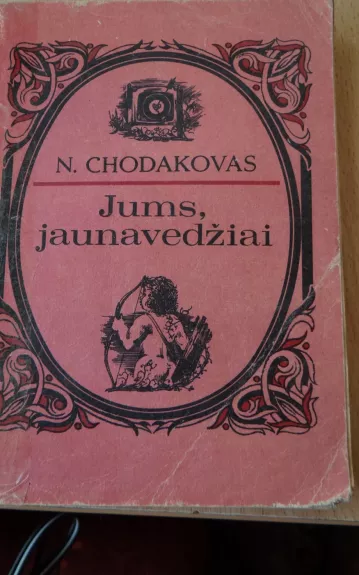 N. CHODAKOVAS
Jums,
jaunavedžiai